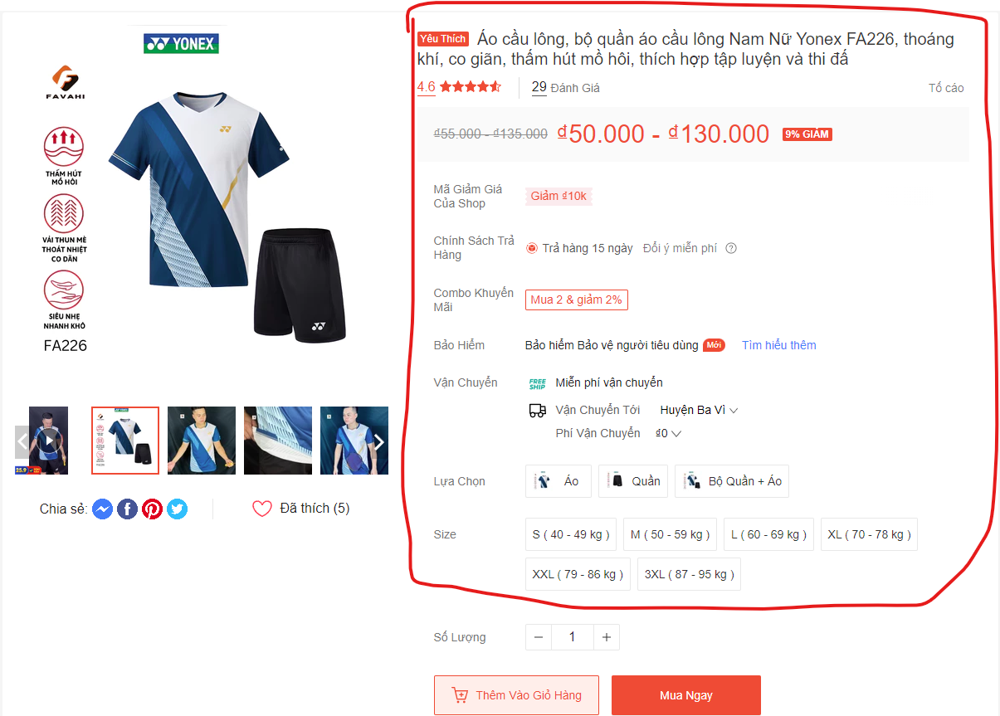 YONEX
FAVAHI
THẤM HÚT
MỒ HÔI
VẢI THUN MÈ
THOÁT NHIỆT
CO DÃN
SIÊU NHẸ
NHANH KHÔ
FA226
25.9
Chia sẻ:
Đã thích (5)
Yêu Thích Áo cầu lông, bộ quần áo cầu lông Nam Nữ Yonex FA226, thoáng
khí, co giãn, thấm hút mồ hôi, thích hợp tập luyện và thi đấ
4.6 29 Đánh Giá Tố cáo
₫55.000 - ₫135.000 ₫50.000 - ₫130.000 9% GIẢM
Mã Giảm Giá
Của Shop
Giảm ₫10k
Chính Sách Trả
Hàng
Trả hàng 15 ngày Đổi ý miễn phí ?
Combo Khuyến
Mãi
Mua 2 & giảm 2%
Bảo Hiểm Bảo hiểm Bảo vệ người tiêu dùng Mới Tìm hiểu thêm
Vận Chuyển FREE SHIP Miễn phí vận chuyển
Vận Chuyển Tới Huyện Ba Vì
Phí Vận Chuyển ₫0
Lựa Chọn Áo Quần Bộ Quần + Áo
Size S ( 40 - 49 kg ) M ( 50 - 59 kg ) L ( 60 - 69 kg ) XL ( 70 - 78 kg )
XXL ( 79 - 86 kg ) 3XL ( 87 - 95 kg )
Số Lượng − 1 +
Thêm Vào Giỏ Hàng Mua Ngay